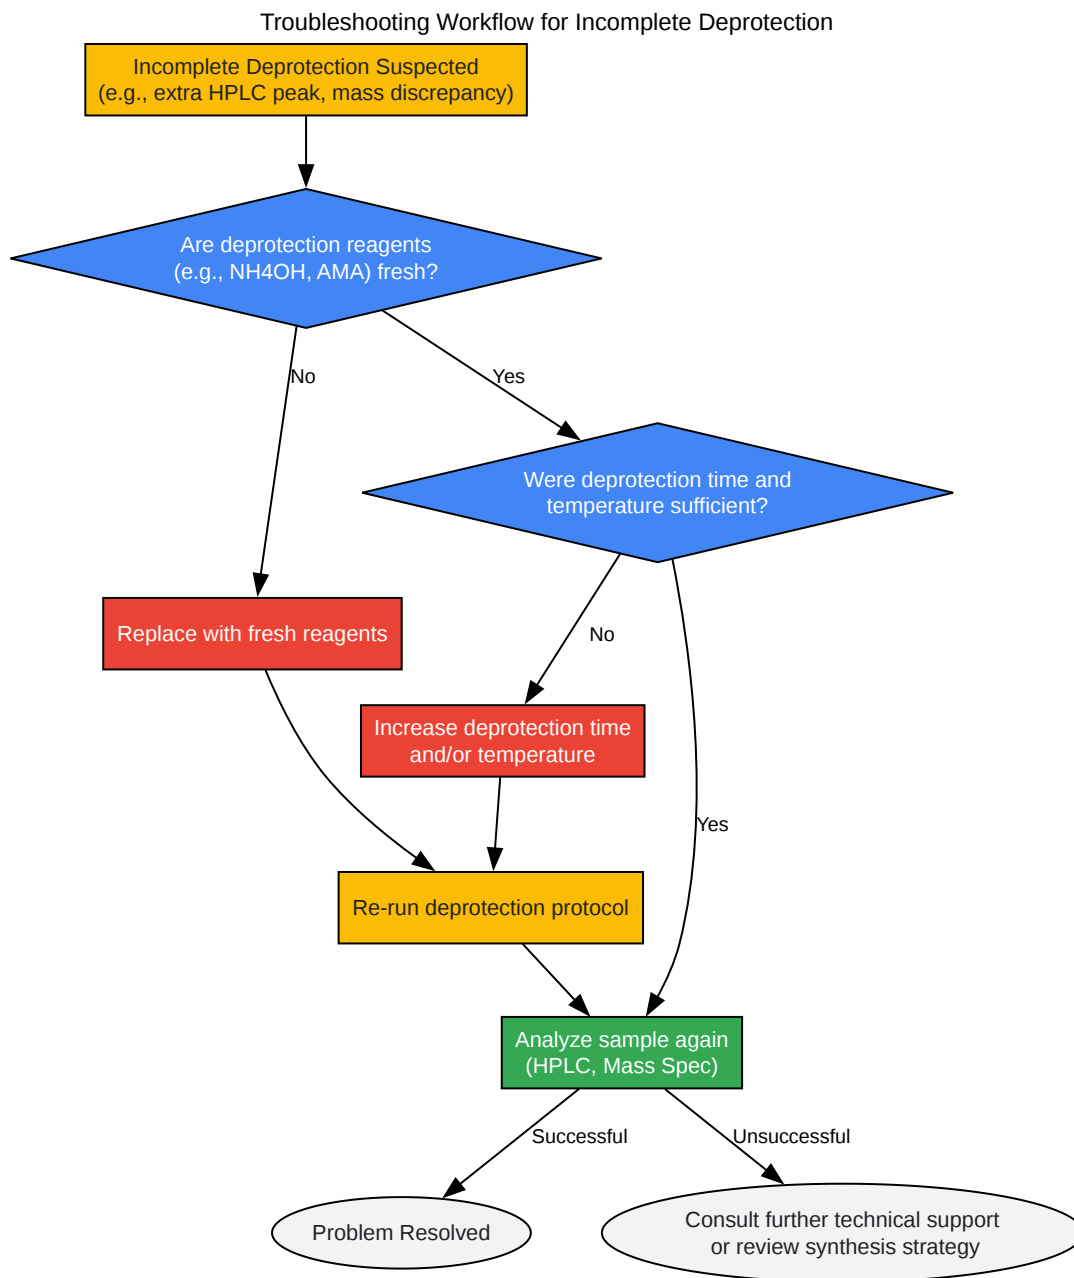 Troubleshooting Workflow for Incomplete Deprotection
Incomplete Deprotection Suspected
(e.g., extra HPLC peak, mass discrepancy)
Are deprotection reagents
(e.g., NH4OH, AMA) fresh?
No
Yes
Were deprotection time and
temperature sufficient?
Replace with fresh reagents
No
Increase deprotection time
and/or temperature
Yes
Re-run deprotection protocol
Analyze sample again
(HPLC, Mass Spec)
Successful
Unsuccessful
Problem Resolved
Consult further technical support
or review synthesis strategy